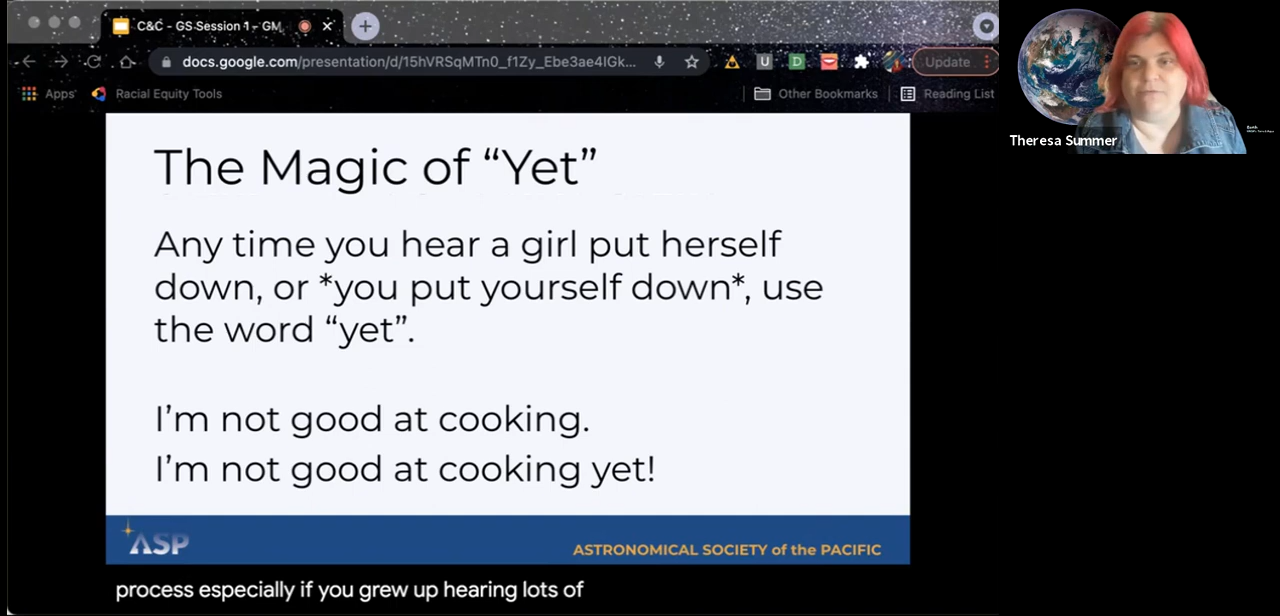 C&C - GS Session 1 - GM
docs.google.com/presentation/d/15hVRSqMTn0_f1Zy_Ebe3ae4IGk...
U
D
Update
Apps
Racial Equity Tools
Other Bookmarks
Reading List
Theresa Summer
The Magic of “Yet”
Any time you hear a girl put herself
down, or *you put yourself down*, use
the word “yet”.
I’m not good at cooking.
I’m not good at cooking yet!
ASP
ASTRONOMICAL SOCIETY of the PACIFIC
process especially if you grew up hearing lots of